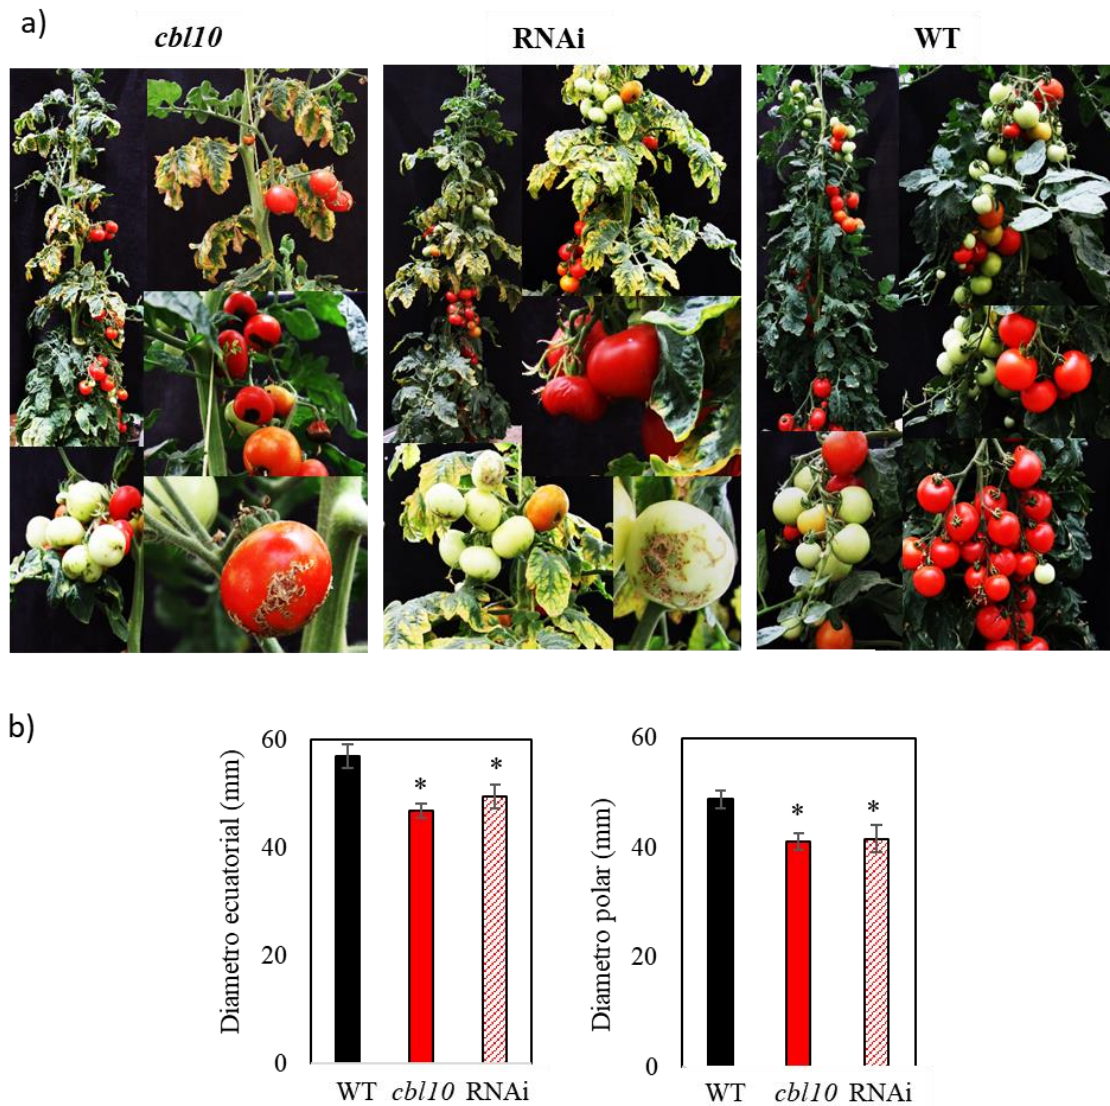 a)
cbl10 RNAi WT
b)
Diametro ecuatorial (mm)
60
40
20
0
*
*
WT cbl10 RNAi
Diametro polar (mm)
60
40
20
0
*
*
WT cbl10 RNAi